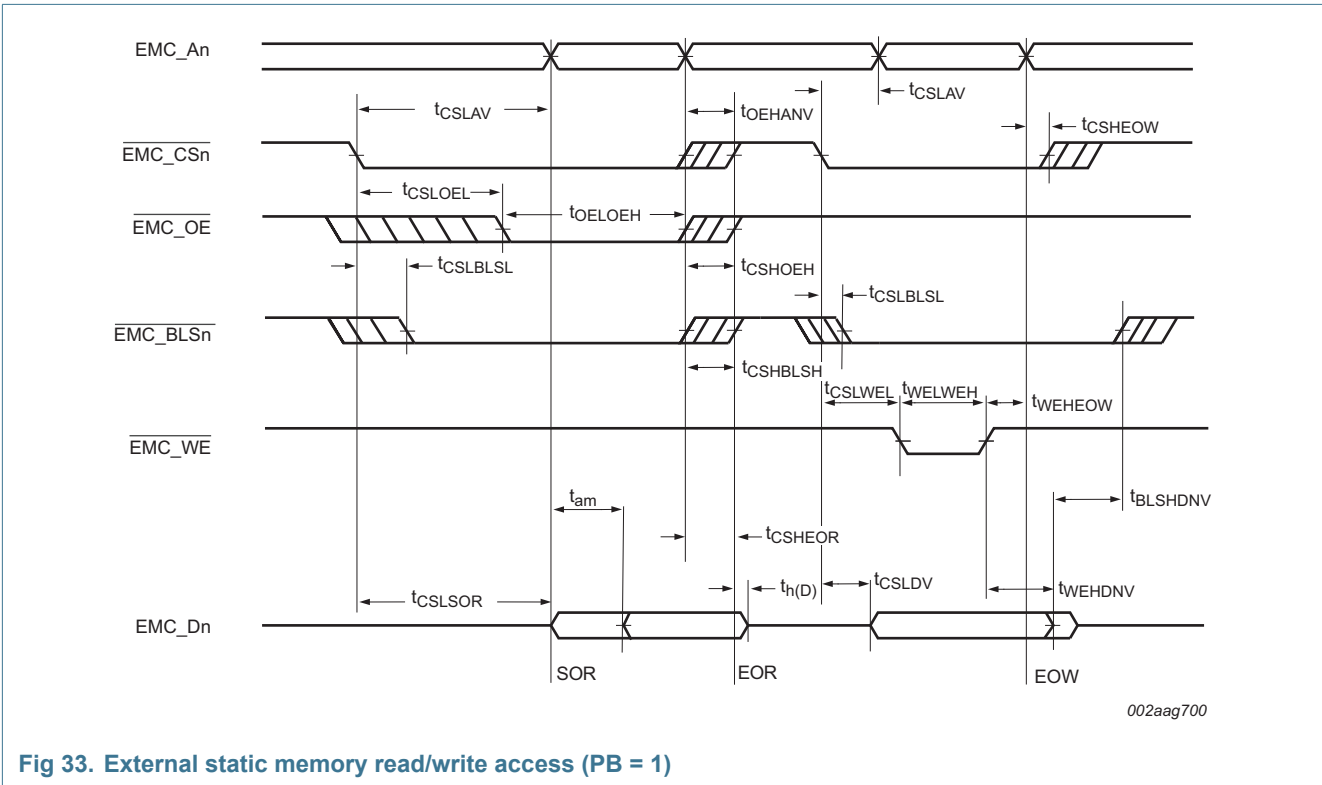 EMC_An
tCSLAV
tOEHANV
tCSLAV
tCSHEOW
EMC_CSn
tCSLOEL
tOELOEH
EMC_OE
tCSLBLSL
tCSHOEH
tCSLBLSL
EMC_BLSn
tCSHBLSH
tCSLWEL
tWELWEH
tWEHEOW
EMC_WE
tam
tBLSHDNV
tCSHEOR
tCSLSOR
th(D)
tCSLDV
tWEHDNV
EMC_Dn
SOR
EOR
EOW
002aag700
Fig 33. External static memory read/write access (PB = 1)